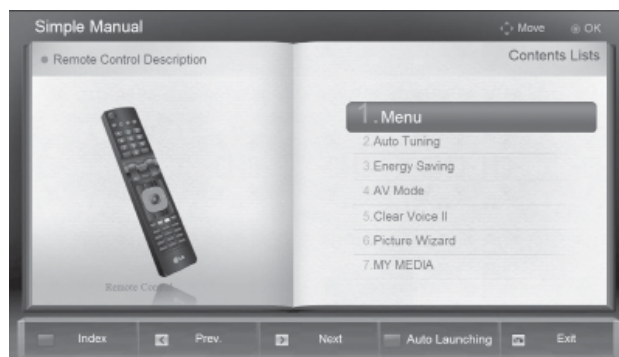 Simple Manual
Move
OK
Remote Control Description
Contents Lists
1. Menu
2.Auto Tuning
3.Energy Saving
4.AV Mode
5.Clear Voice II
6.Picture Wizard
7.MY MEDIA
LG
Remote Control
Index
Prev.
Next
Auto Launching
Exit